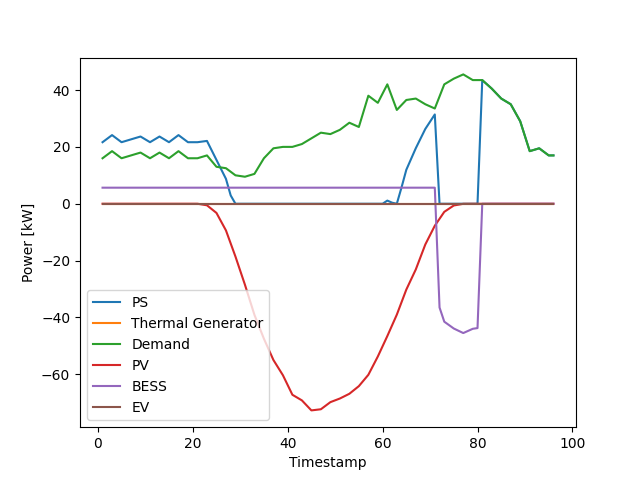 Power [kW]
40
20
0
−20
−40
−60
PS
Thermal Generator
Demand
PV
BESS
EV
0 20 40 60 80 100
Timestamp